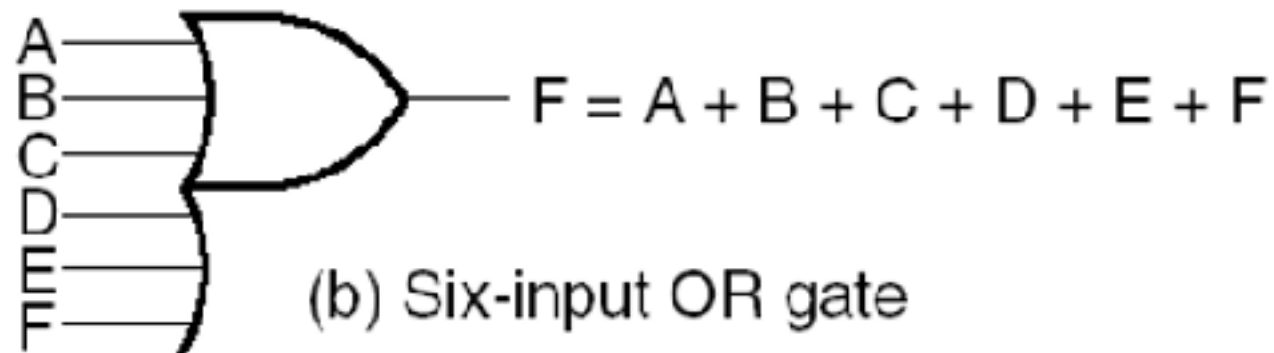 A
B
C
D
E
F
F = A + B + C + D + E + F
(b) Six-input OR gate